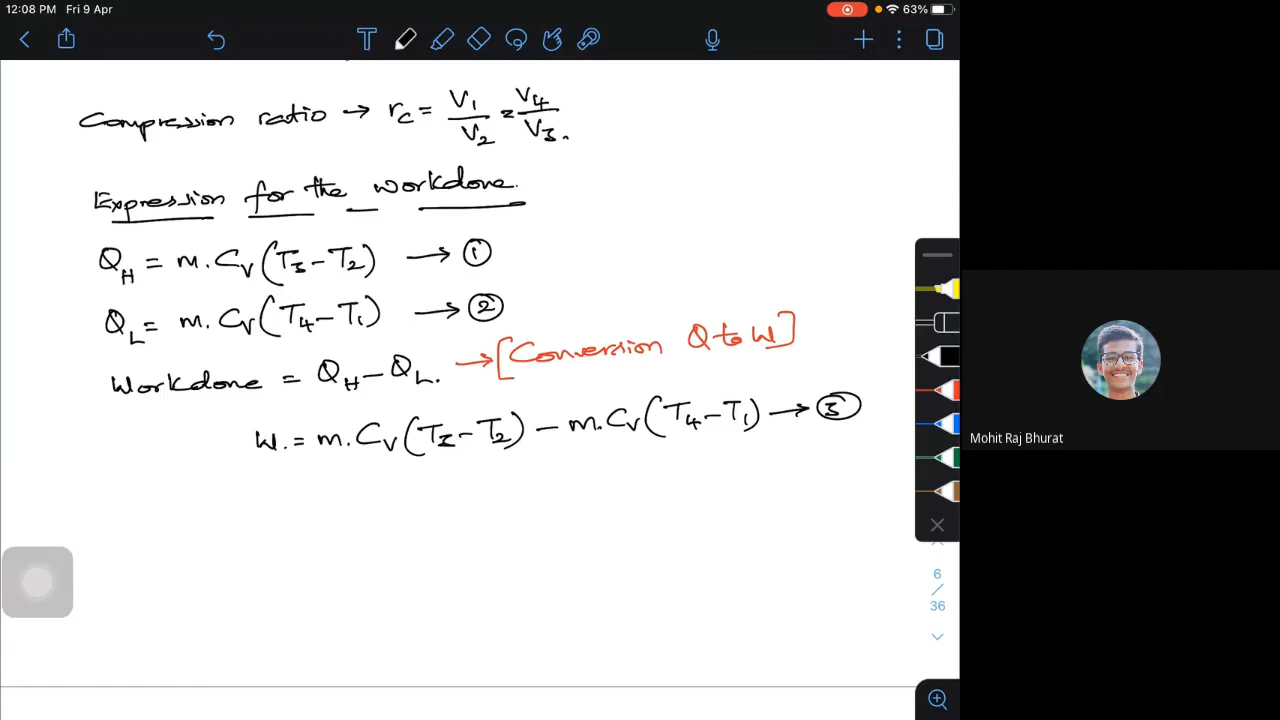 12:08 PM Fri 9 Apr
63%
Compression ratio → rc = V1/V2 = V4/V3.
Expression for the workdone.
QH = m.Cv(T3-T2) → ①
QL = m.Cv(T4-T1) → ②
Workdone = QH-QL. → [Conversion Q to W]
W. = m.Cv(T3-T2) - m.Cv(T4-T1) → ③
Mohit Raj Bhurat
6
/
36